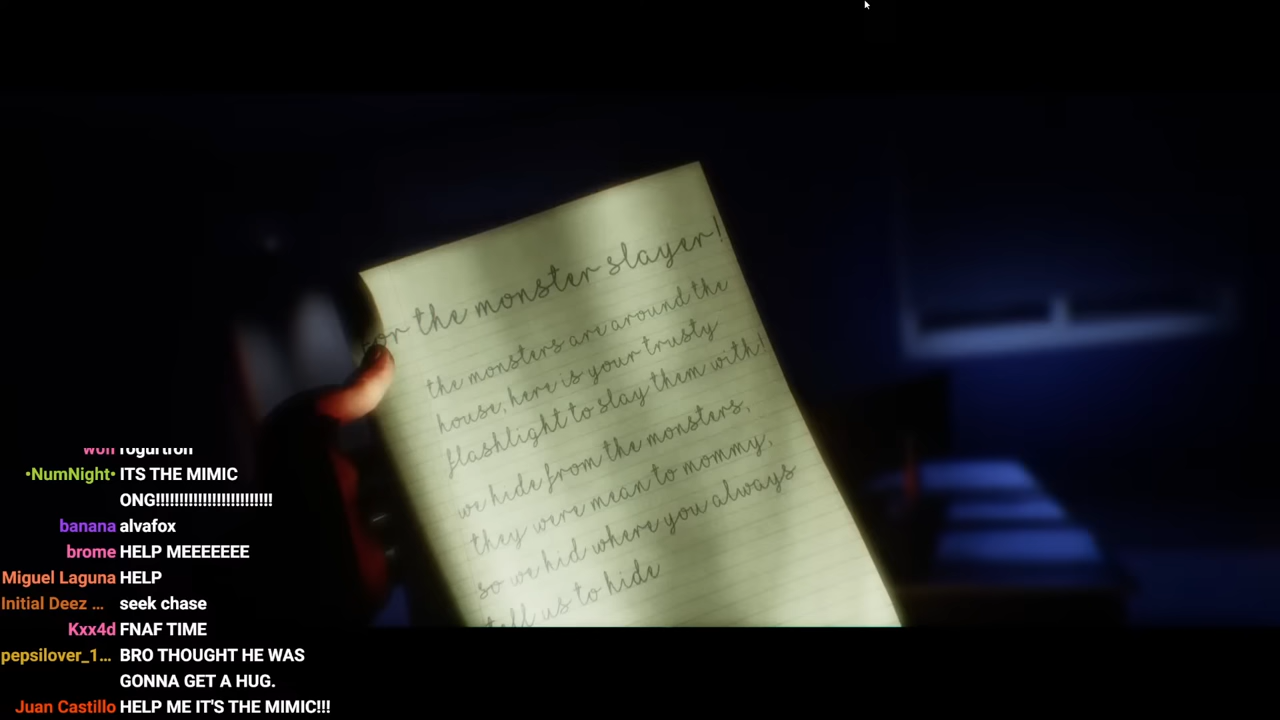 for the monster slayer!
the monsters are around the
house, here is your trusty
flashlight to slay them with!
we hide from the monsters,
they were mean to mommy,
so we hid where you always
tell us to hide
won rogurtron
•NumNight• ITS THE MIMIC
ONG!!!!!!!!!!!!!!!!!!!!!!!!!
banana alvafox
brome HELP MEEEEEEE
Miguel Laguna HELP
Initial Deez ... seek chase
Kxx4d FNAF TIME
pepsilover_1... BRO THOUGHT HE WAS
GONNA GET A HUG.
Juan Castillo HELP ME IT'S THE MIMIC!!!